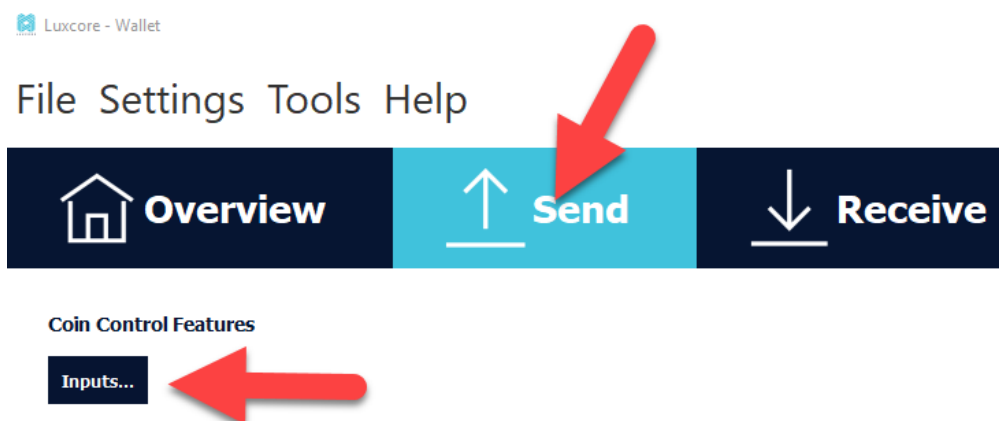 Luxcore - Wallet
File Settings Tools Help
Overview Send Receive
Coin Control Features
Inputs...